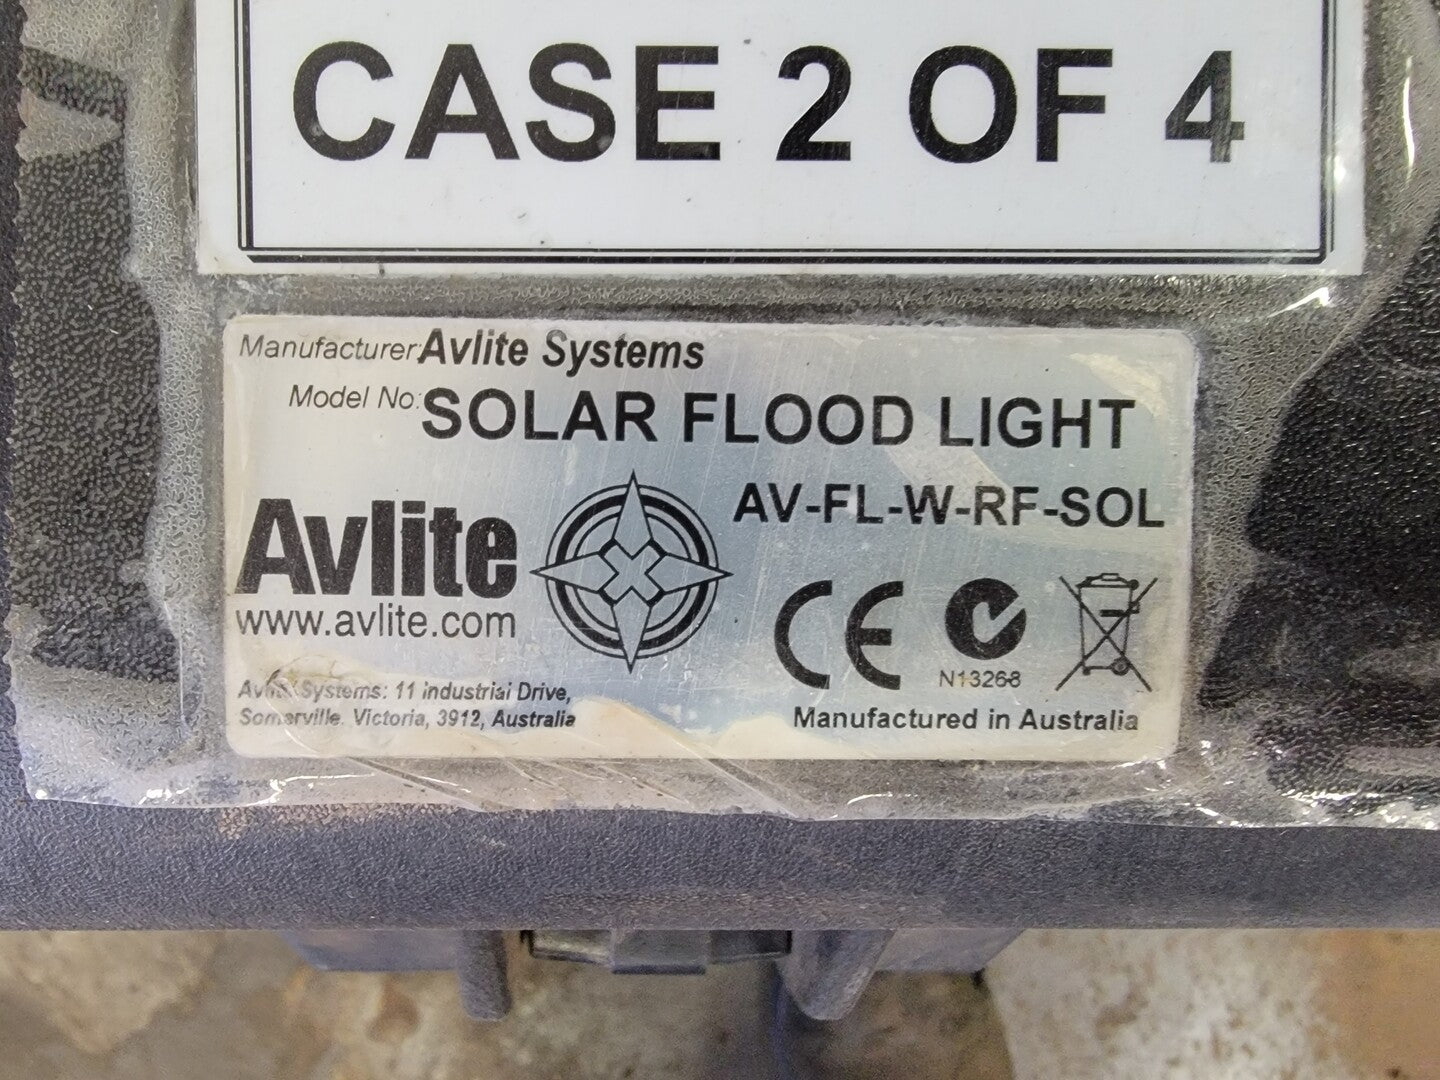 CASE 2 OF 4
Manufacturer: Avlite Systems
Model No: SOLAR FLOOD LIGHT
AV-FL-W-RF-SOL
Avlite
www.avlite.com
CE
N13268
Avlite Systems: 11 Industrial Drive,
Somerville. Victoria, 3912, Australia
Manufactured in Australia